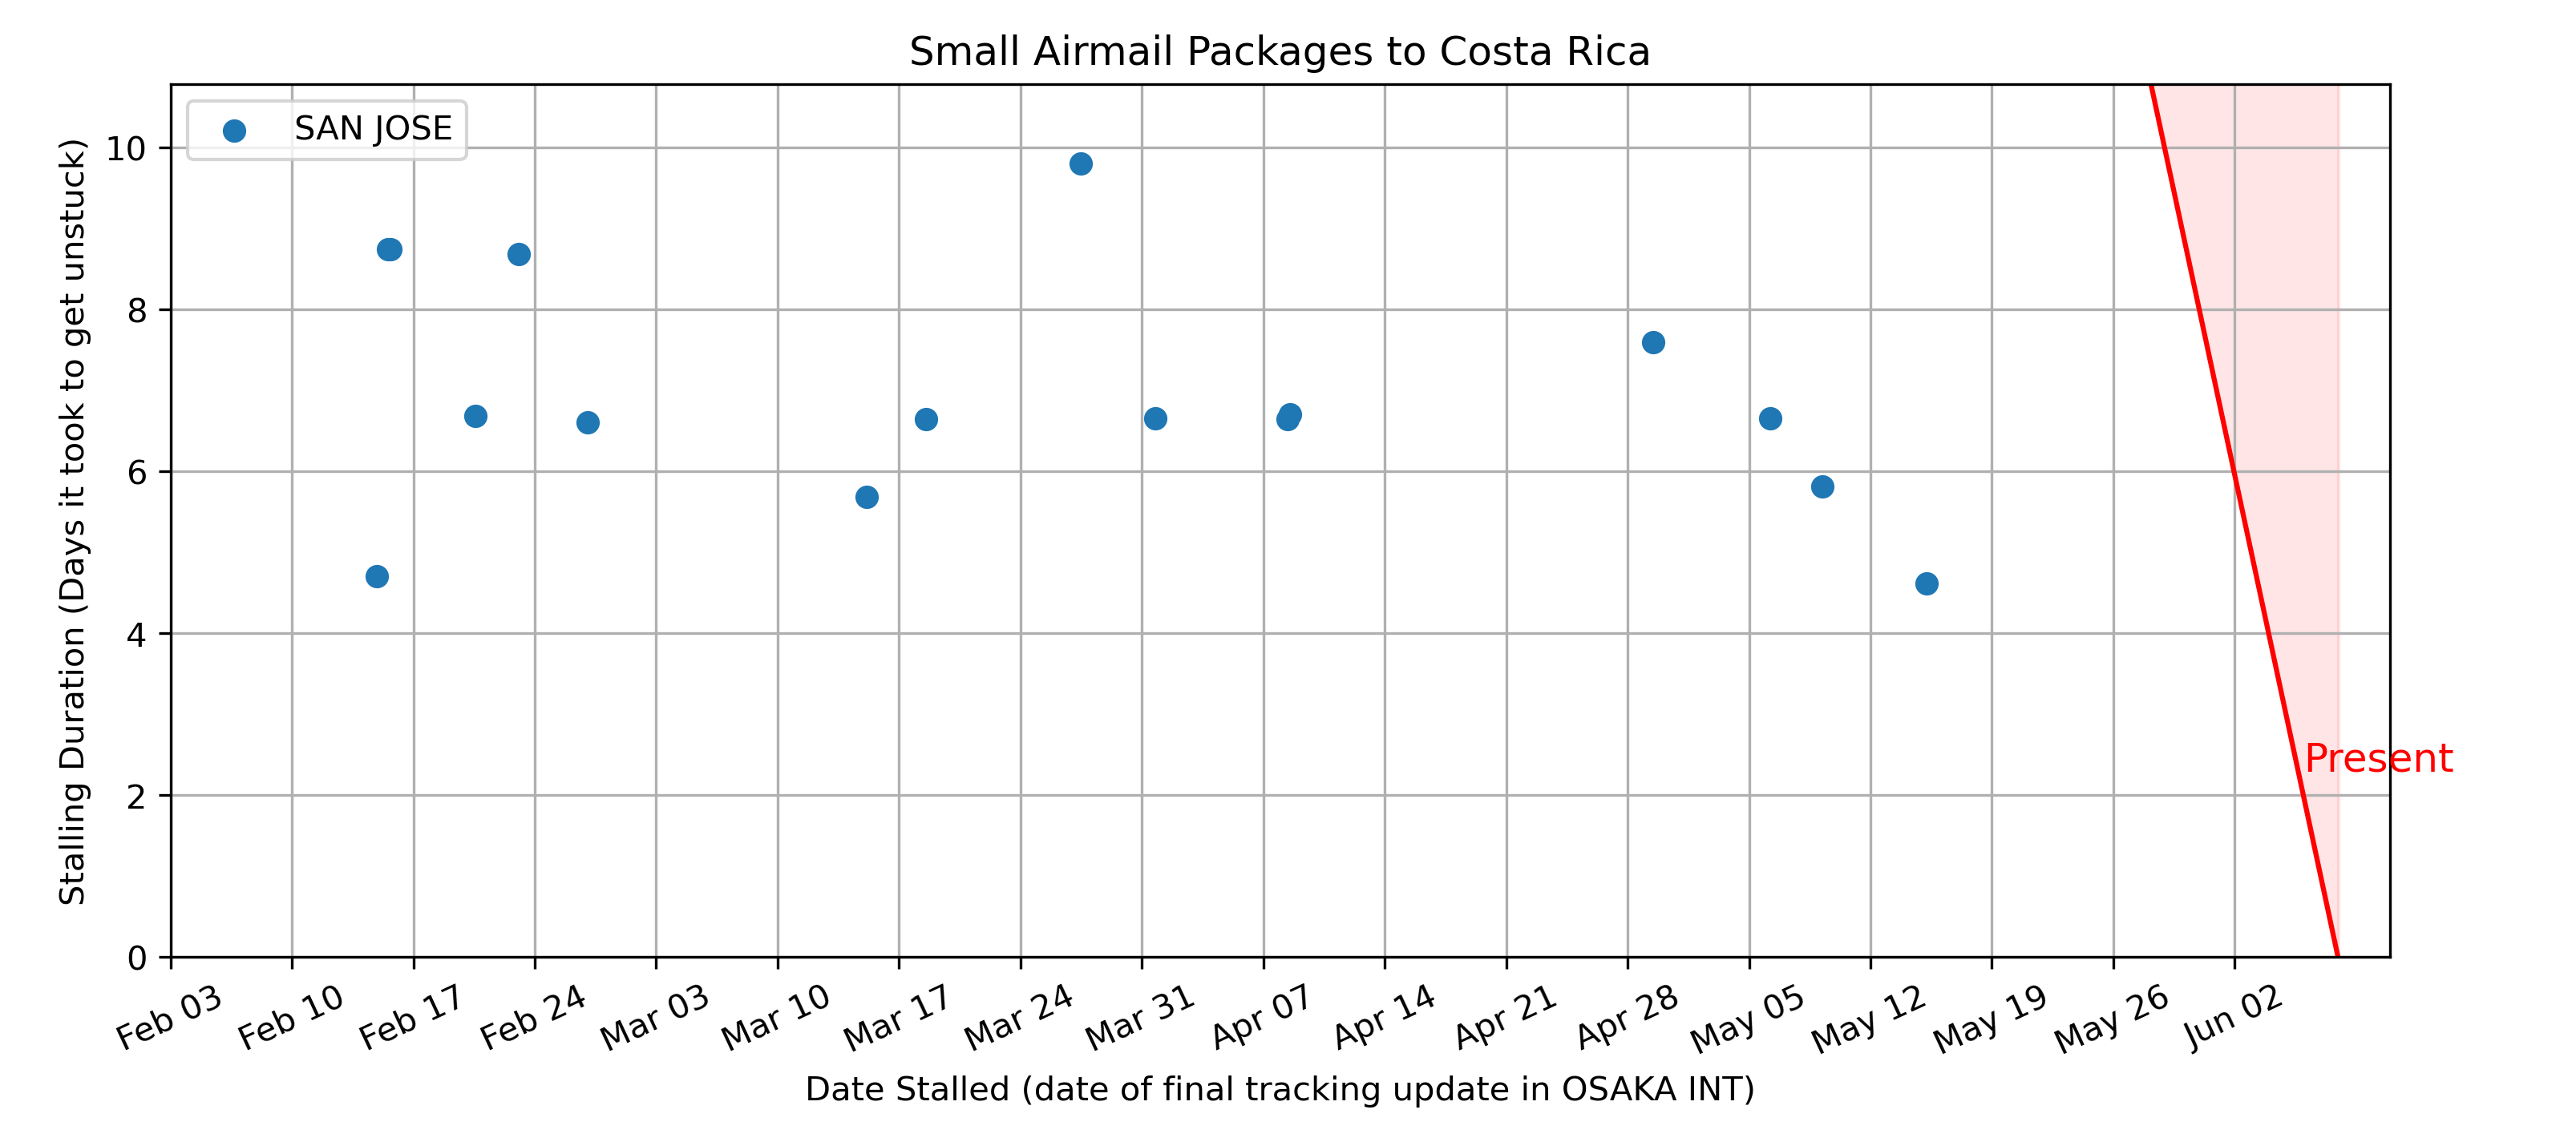 Small Airmail Packages to Costa Rica
SAN JOSE
Stalling Duration (Days it took to get unstuck)
10
8
6
4
2
0
Present
Feb 03 Feb 10 Feb 17 Feb 24 Mar 03 Mar 10 Mar 17 Mar 24 Mar 31 Apr 07 Apr 14 Apr 21 Apr 28 May 05 May 12 May 19 May 26 Jun 02
Date Stalled (date of final tracking update in OSAKA INT)